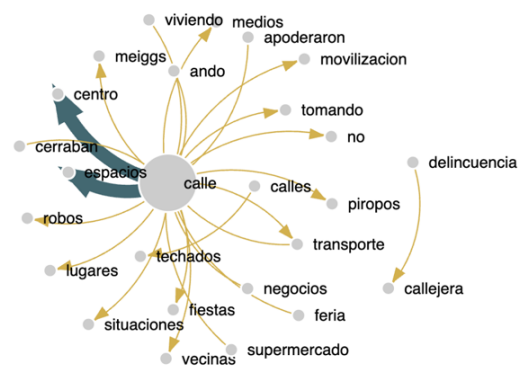 viviendo
medios
apoderaron
meiggs
ando
movilizacion
centro
tomando
no
cerraban
delincuencia
espacios
calle
calles
piropos
robos
transporte
techados
lugares
negocios
callejera
fiestas
feria
situaciones
supermercado
vecinas